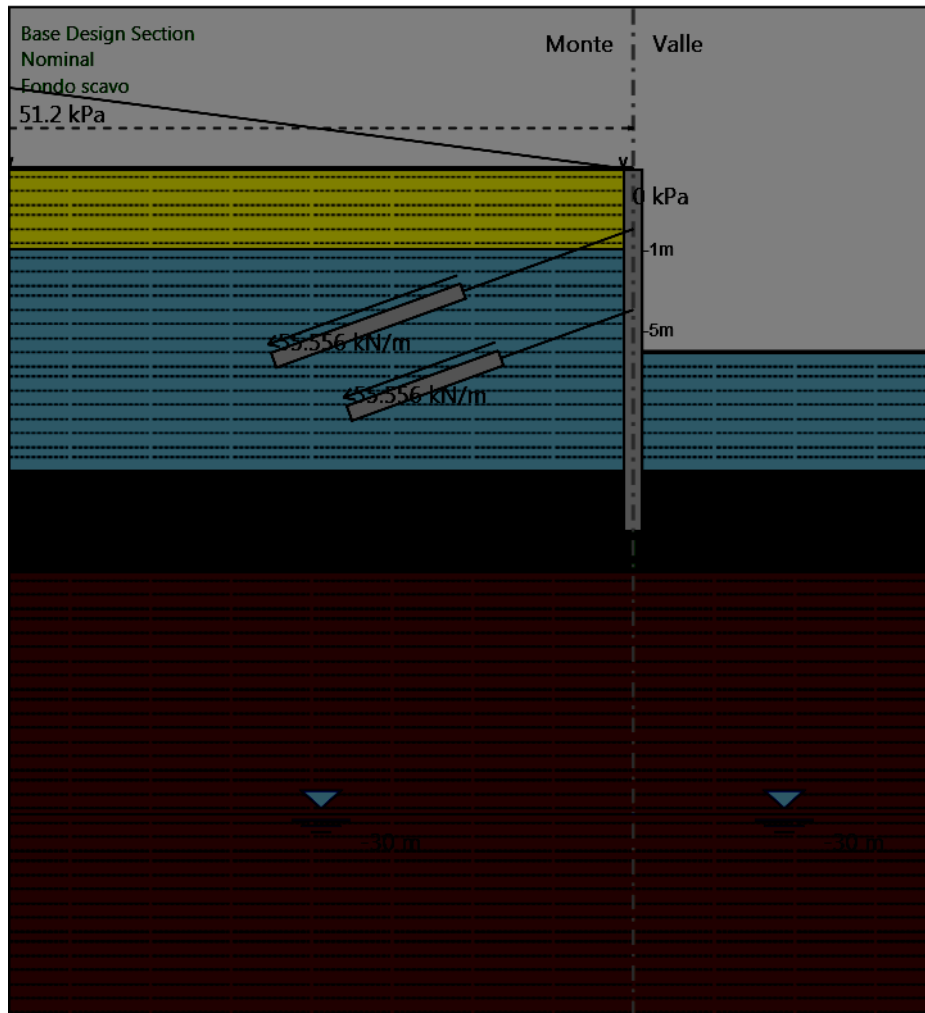 Base Design Section
Nominal
Fondo scavo
51.2 kPa
Monte
Valle
0 kPa
-1m
-5m
55.556 kN/m
55.556 kN/m
-30 m
-30 m